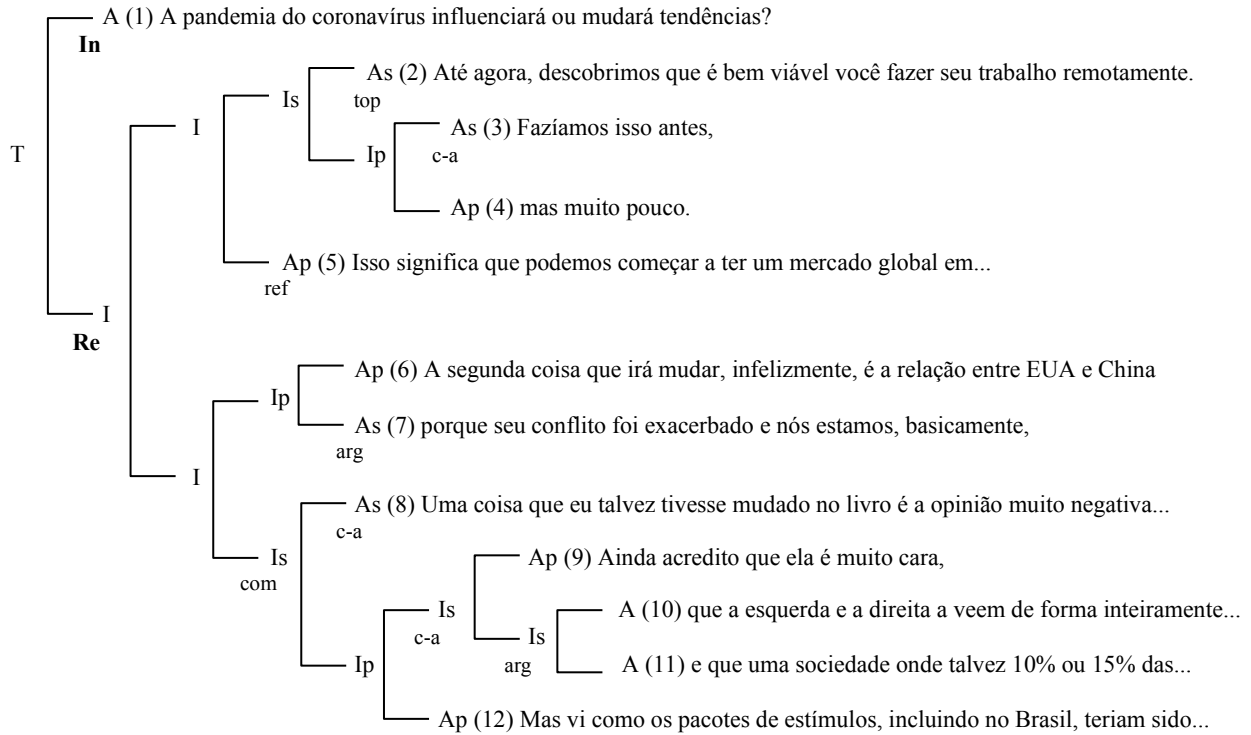 A (1) A pandemia do coronavírus influenciará ou mudará tendências?
In
As (2) Até agora, descobrimos que é bem viável você fazer seu trabalho remotamente.
Is
top
I
As (3) Fazíamos isso antes,
T
Ip
c-a
Ap (4) mas muito pouco.
Ap (5) Isso significa que podemos começar a ter um mercado global em...
ref
I
Re
Ap (6) A segunda coisa que irá mudar, infelizmente, é a relação entre EUA e China
Ip
As (7) porque seu conflito foi exacerbado e nós estamos, basicamente,
arg
I
As (8) Uma coisa que eu talvez tivesse mudado no livro é a opinião muito negativa...
c-a
Is
com
Ap (9) Ainda acredito que ela é muito cara,
Is
c-a
A (10) que a esquerda e a direita a veem de forma inteiramente...
Is
arg
Ip
A (11) e que uma sociedade onde talvez 10% ou 15% das...
Ap (12) Mas vi como os pacotes de estímulos, incluindo no Brasil, teriam sido...